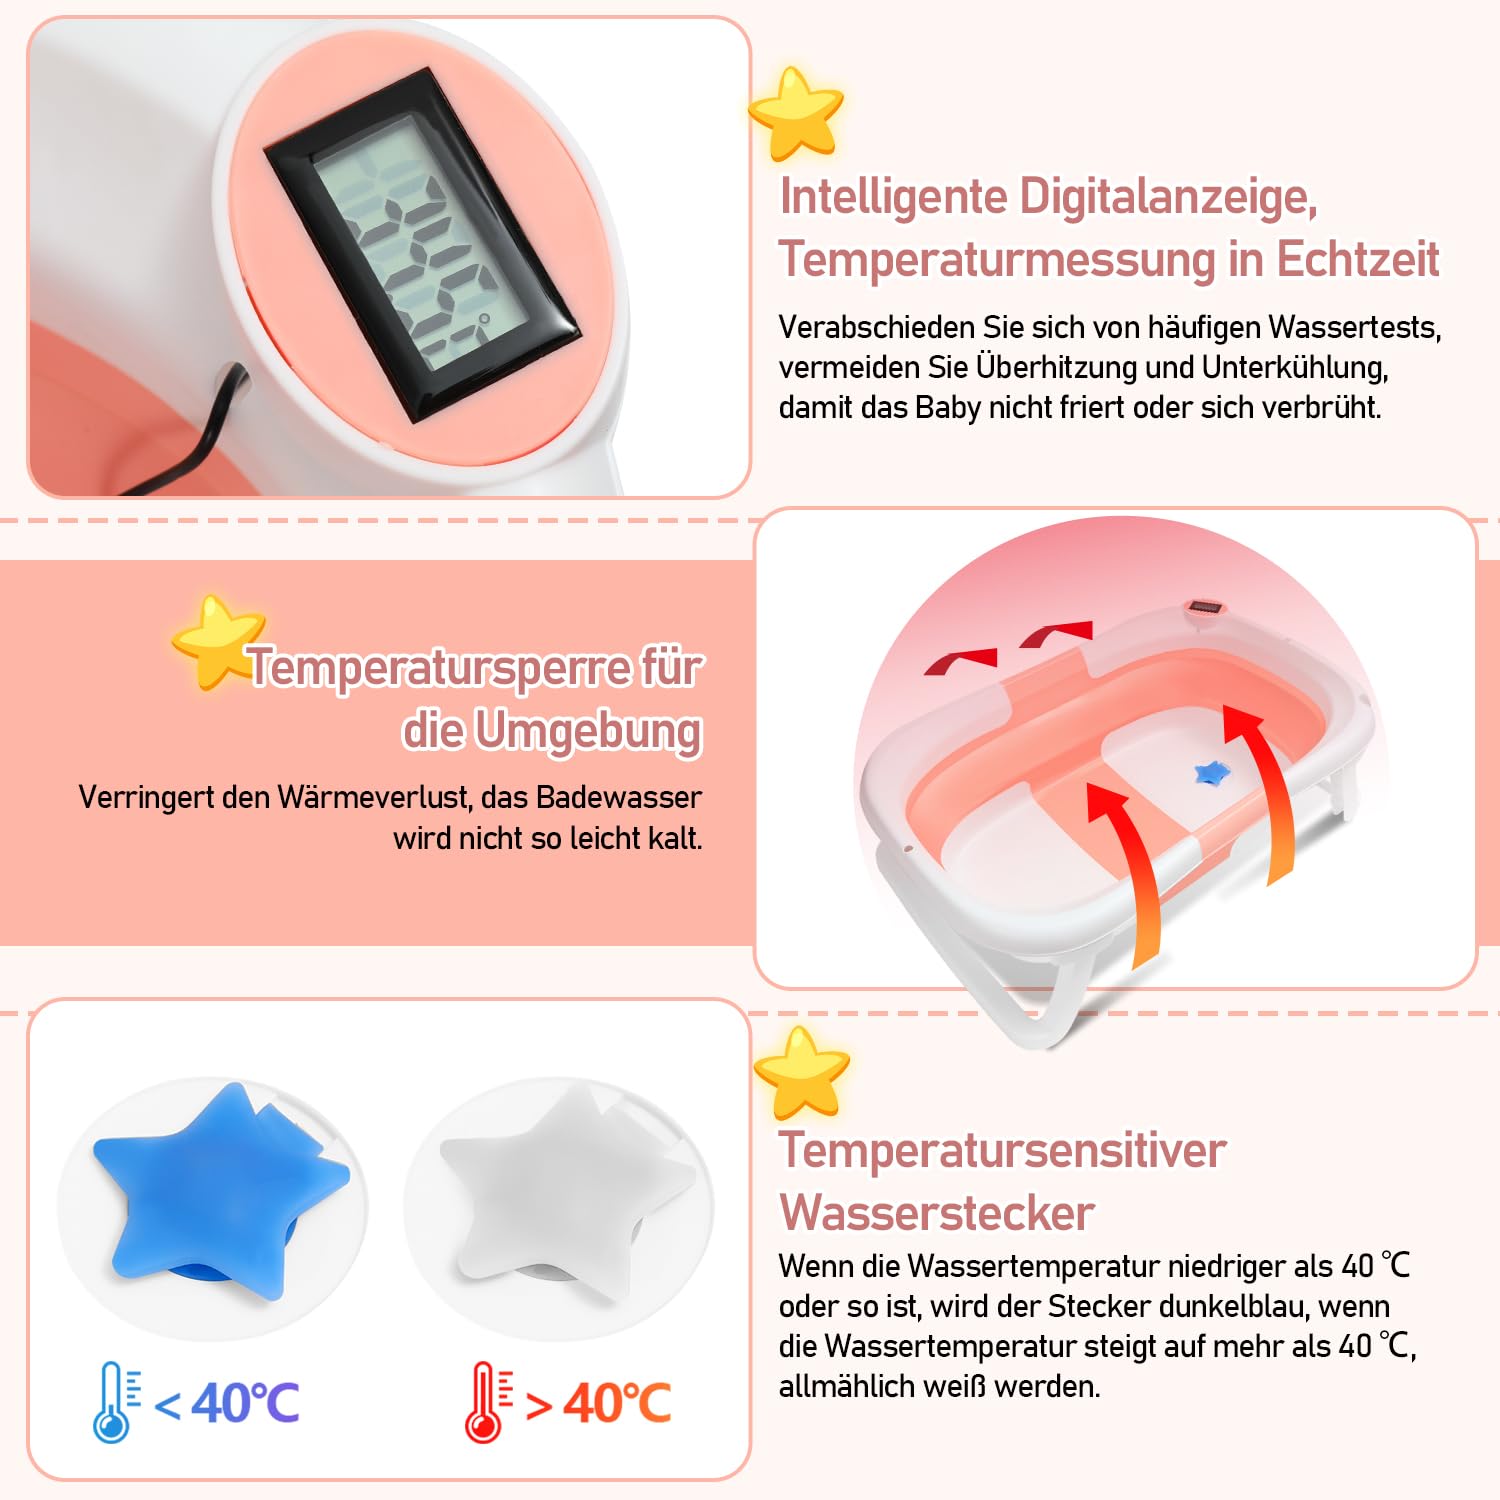 Intelligente Digitalanzeige,
Temperaturmessung in Echtzeit
Verabschieden Sie sich von häufigen Wassertests,
vermeiden Sie Überhitzung und Unterkühlung,
damit das Baby nicht friert oder sich verbrüht.
Temperatursperre für
die Umgebung
Verringert den Wärmeverlust, das Badewasser
wird nicht so leicht kalt.
Temperatursensitiver
Wasserstecker
Wenn die Wassertemperatur niedriger als 40 ℃
oder so ist, wird der Stecker dunkelblau, wenn
die Wassertemperatur steigt auf mehr als 40 ℃,
allmählich weiß werden.
< 40℃
> 40℃